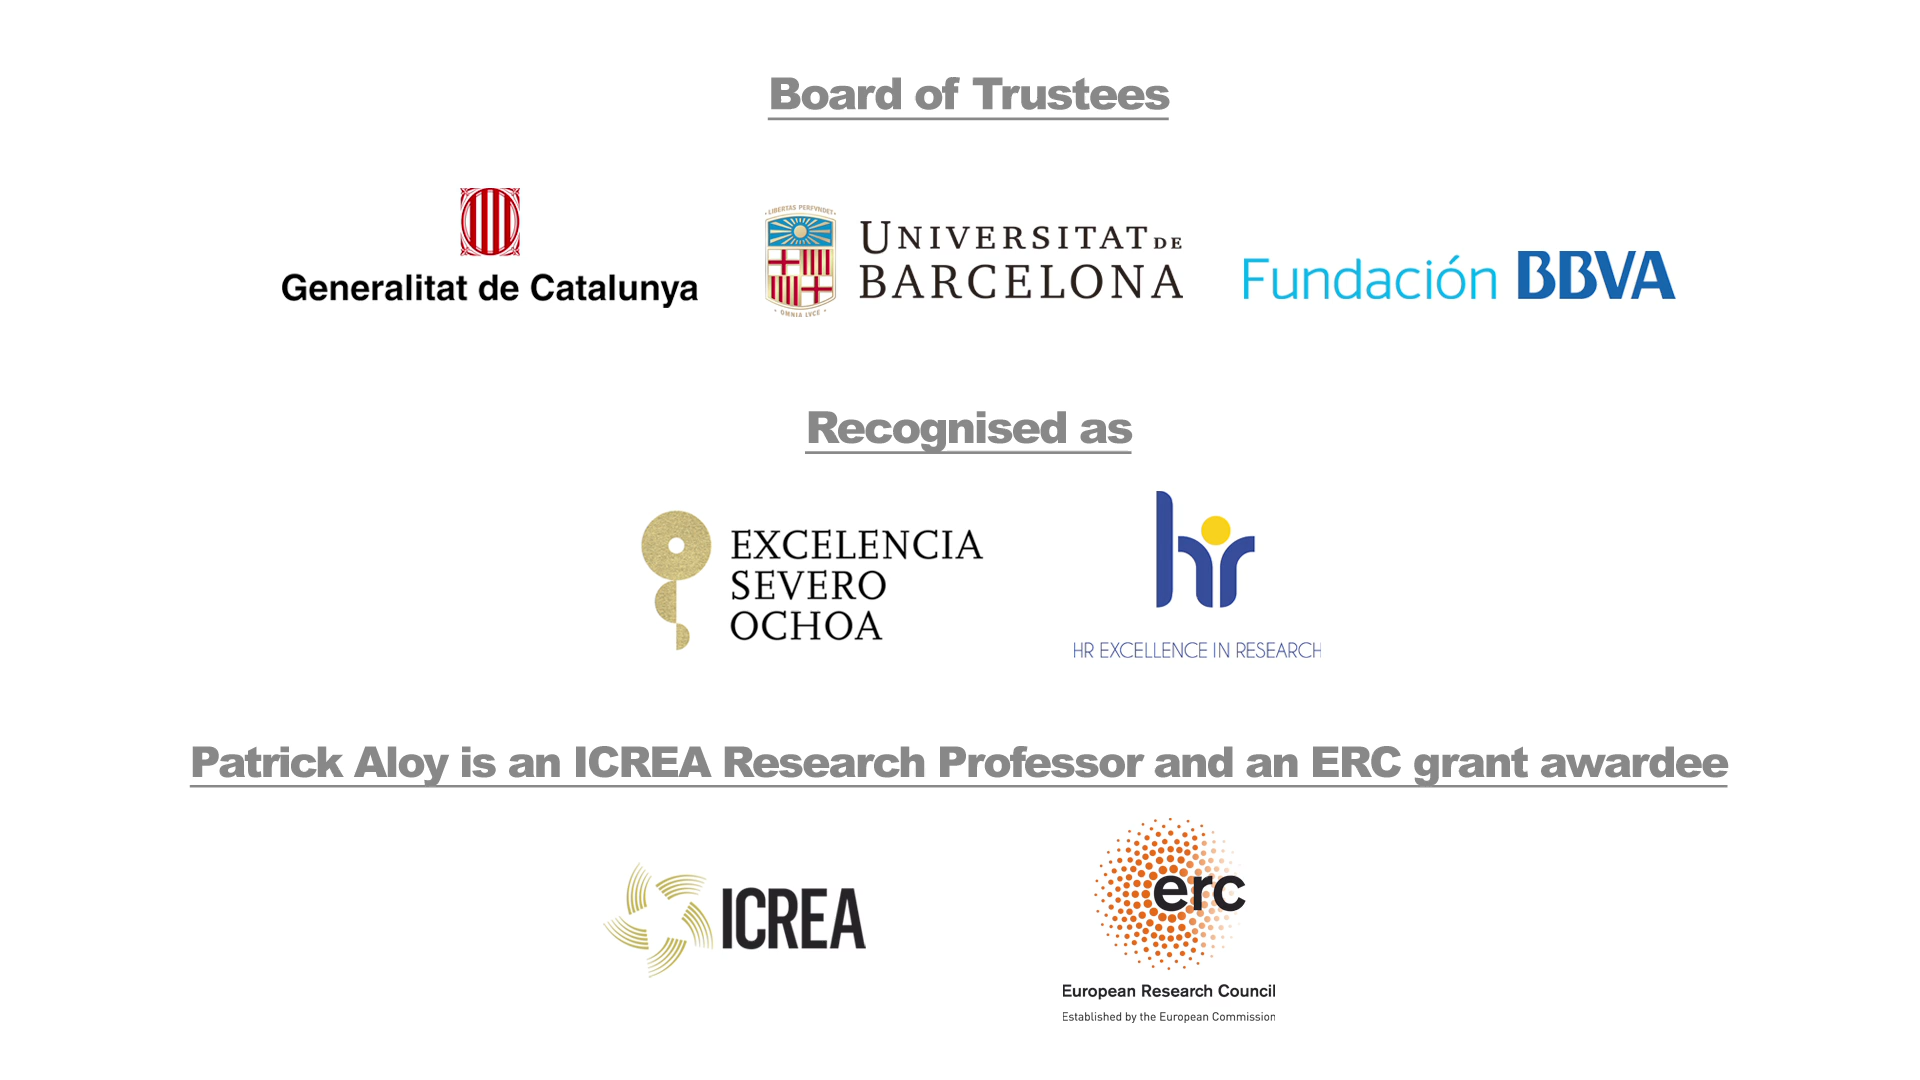 Board of Trustees
Generalitat de Catalunya
· LIBERTAS PERFVNDET ·
UNIVERSITAT DE
BARCELONA
· OMNIA LVCE ·
Fundación BBVA
Recognised as
EXCELENCIA
SEVERO
OCHOA
hr
HR EXCELLENCE IN RESEARCH
Patrick Aloy is an ICREA Research Professor and an ERC grant awardee
ICREA
erc
European Research Council
Established by the European Commission